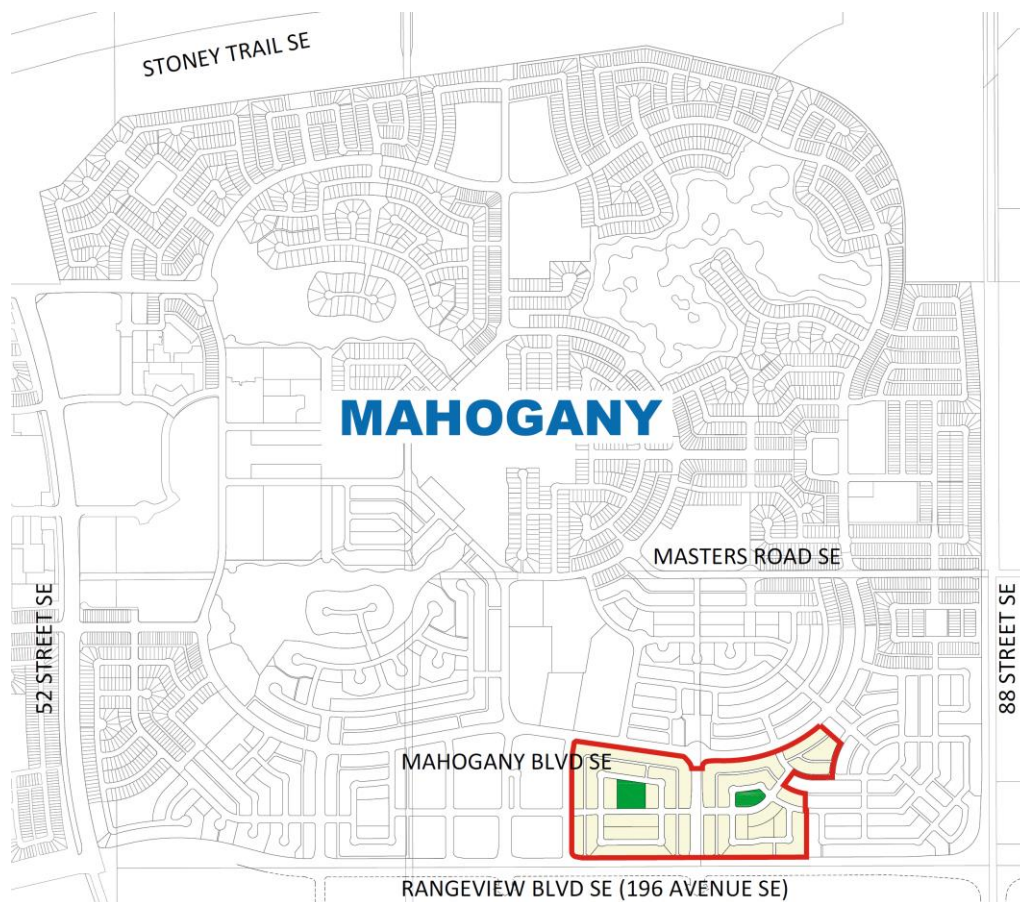 STONEY TRAIL SE
MAHOGANY
MASTERS ROAD SE
52 STREET SE
88 STREET SE
MAHOGANY BLVD SE
RANGEVIEW BLVD SE (196 AVENUE SE)